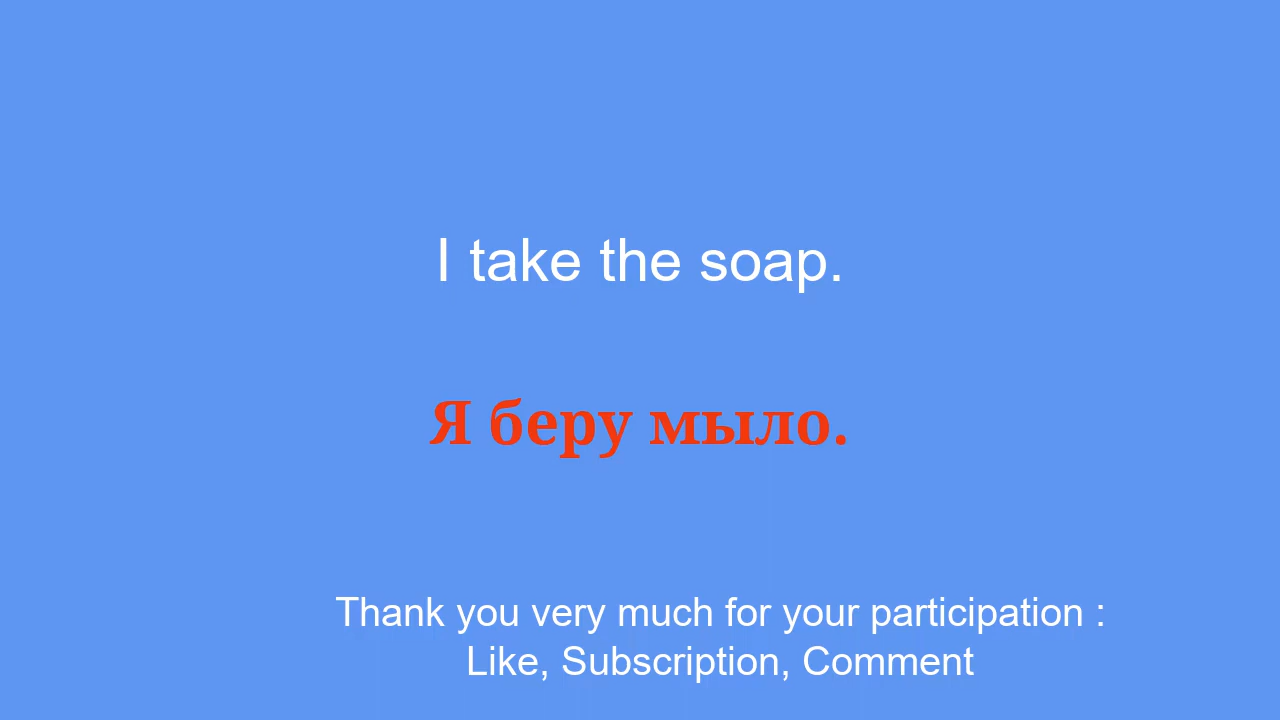 I take the soap.
Я беру мыло.
Thank you very much for your participation :
Like, Subscription, Comment